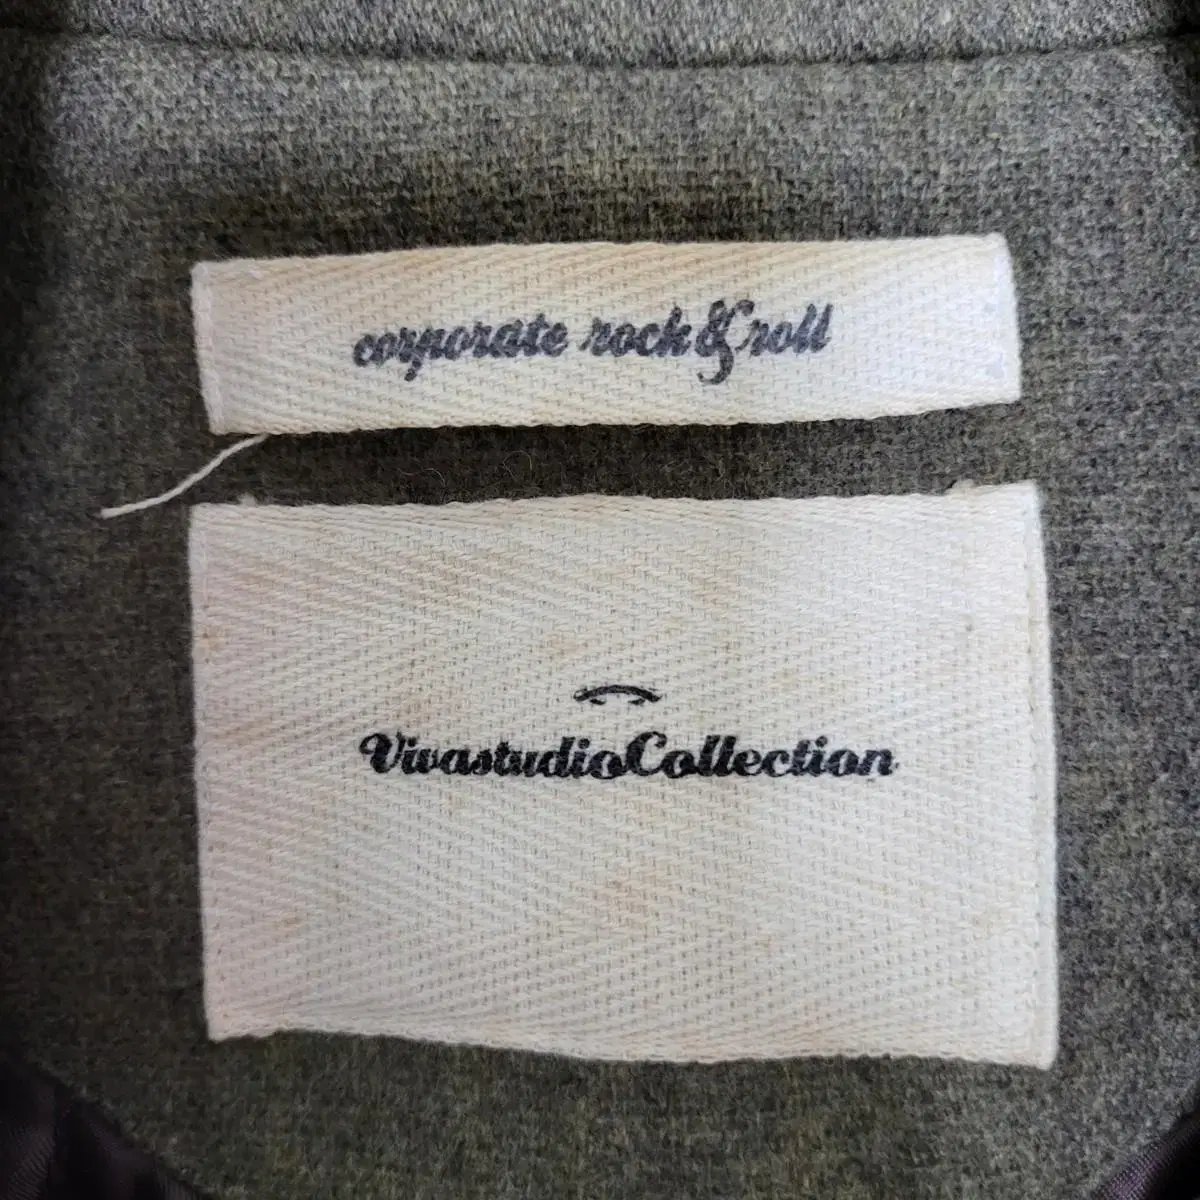 corporate rock & roll
VivastudioCollection